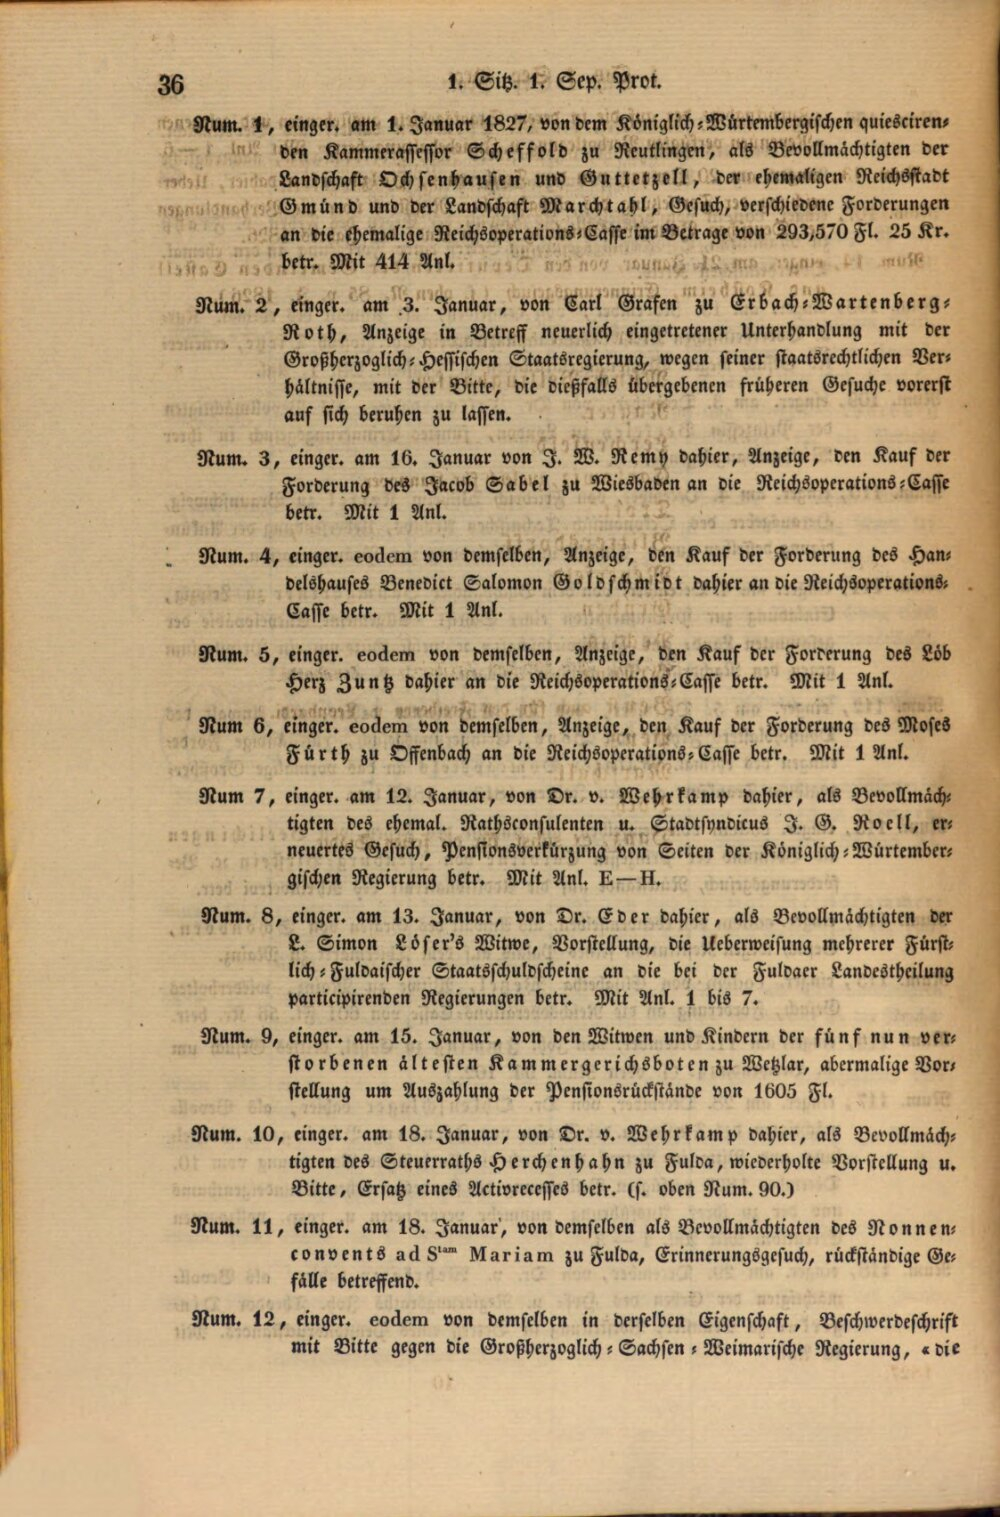 36 1. Sitz. 1. Sep. Prot.
Num. 1, einger. am 1. Januar 1827, von dem Königlich-Würtembergischen quiesciren-
den Kammerassessor Scheffold zu Reutlingen, als Bevollmächtigten der
Landschaft Ochsenhausen und Guttetzell, der ehemaligen Reichsstadt
Gmünd und der Landschaft Marchtahl, Gesuch, verschiedene Forderungen
an die ehemalige Reichsoperations-Casse im Betrage von 293,570 Fl. 25 Kr.
betr. Mit 414 Anl.
Num. 2, einger. am 3. Januar, von Carl Grafen zu Erbach-Wartenberg-
Roth, Anzeige in Betreff neuerlich eingetretener Unterhandlung mit der
Großherzoglich-Hessischen Staatsregierung, wegen seiner staatsrechtlichen Ver-
hältnisse, mit der Bitte, die dießfalls übergebenen früheren Gesuche vorerst
auf sich beruhen zu lassen.
Num. 3, einger. am 16. Januar von J. W. Remy dahier, Anzeige, den Kauf der
Forderung des Jacob Sabel zu Wiesbaden an die Reichsoperations-Casse
betr. Mit 1 Anl.
Num. 4, einger. eodem von demselben, Anzeige, den Kauf der Forderung des Han-
delshauses Benedict Salomon Goldschmidt dahier an die Reichsoperations-
Casse betr. Mit 1 Anl.
Num. 5, einger. eodem von demselben, Anzeige, den Kauf der Forderung des Löb
Herz Zuntz dahier an die Reichsoperations-Casse betr. Mit 1 Anl.
Num 6, einger. eodem von demselben, Anzeige, den Kauf der Forderung des Moses
Fürth zu Offenbach an die Reichsoperations-Casse betr. Mit 1 Anl.
Num 7, einger. am 12. Januar, von Dr. v. Wehrkamp dahier, als Bevollmäch-
tigten des ehemal. Rathsconsulenten u. Stadtsyndicus J. G. Roell, er-
neuertes Gesuch, Pensionsverkürzung von Seiten der Königlich-Würtember-
gischen Regierung betr. Mit Anl. E—H.
Num. 8, einger. am 13. Januar, von Dr. Eder dahier, als Bevollmächtigten der
L. Simon Löser's Witwe, Vorstellung, die Ueberweisung mehrerer Fürst-
lich-Fuldaischer Staatsschuldscheine an die bei der Fuldaer Landestheilung
participirenden Regierungen betr. Mit Anl. 1 bis 7.
Num. 9, einger. am 15. Januar, von den Witwen und Kindern der fünf nun ver-
storbenen ältesten Kammergerichsboten zu Wetzlar, abermalige Vor-
stellung um Auszahlung der Pensionsrückstände von 1605 Fl.
Num. 10, einger. am 18. Januar, von Dr. v. Wehrkamp dahier, als Bevollmäch-
tigten des Steuerraths Herchenhahn zu Fulda, wiederholte Vorstellung u.
Bitte, Ersatz eines Activrecesses betr. (s. oben Num. 90.)
Num. 11, einger. am 18. Januar, von demselben als Bevollmächtigten des Nonnen-
convents ad Stam Mariam zu Fulda, Erinnerungsgesuch, rückständige Ge-
fälle betreffend.
Num. 12, einger. eodem von demselben in derselben Eigenschaft, Beschwerdeschrift
mit Bitte gegen die Großherzoglich-Sachsen-Weimarische Regierung, «die